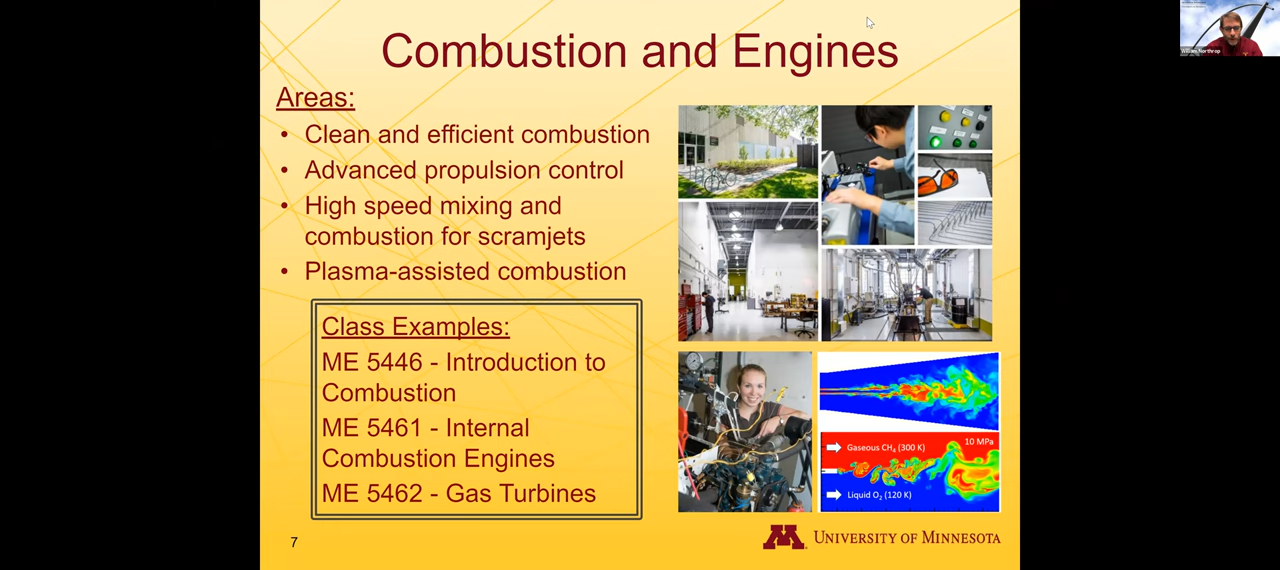 Combustion and Engines
Areas:
• Clean and efficient combustion
• Advanced propulsion control
• High speed mixing and
combustion for scramjets
• Plasma-assisted combustion
Class Examples:
ME 5446 - Introduction to
Combustion
ME 5461 - Internal
Combustion Engines
ME 5462 - Gas Turbines
Gaseous CH₄ (300 K)
10 MPa
Liquid O₂ (120 K)
7
M
UNIVERSITY OF MINNESOTA
William Northrop